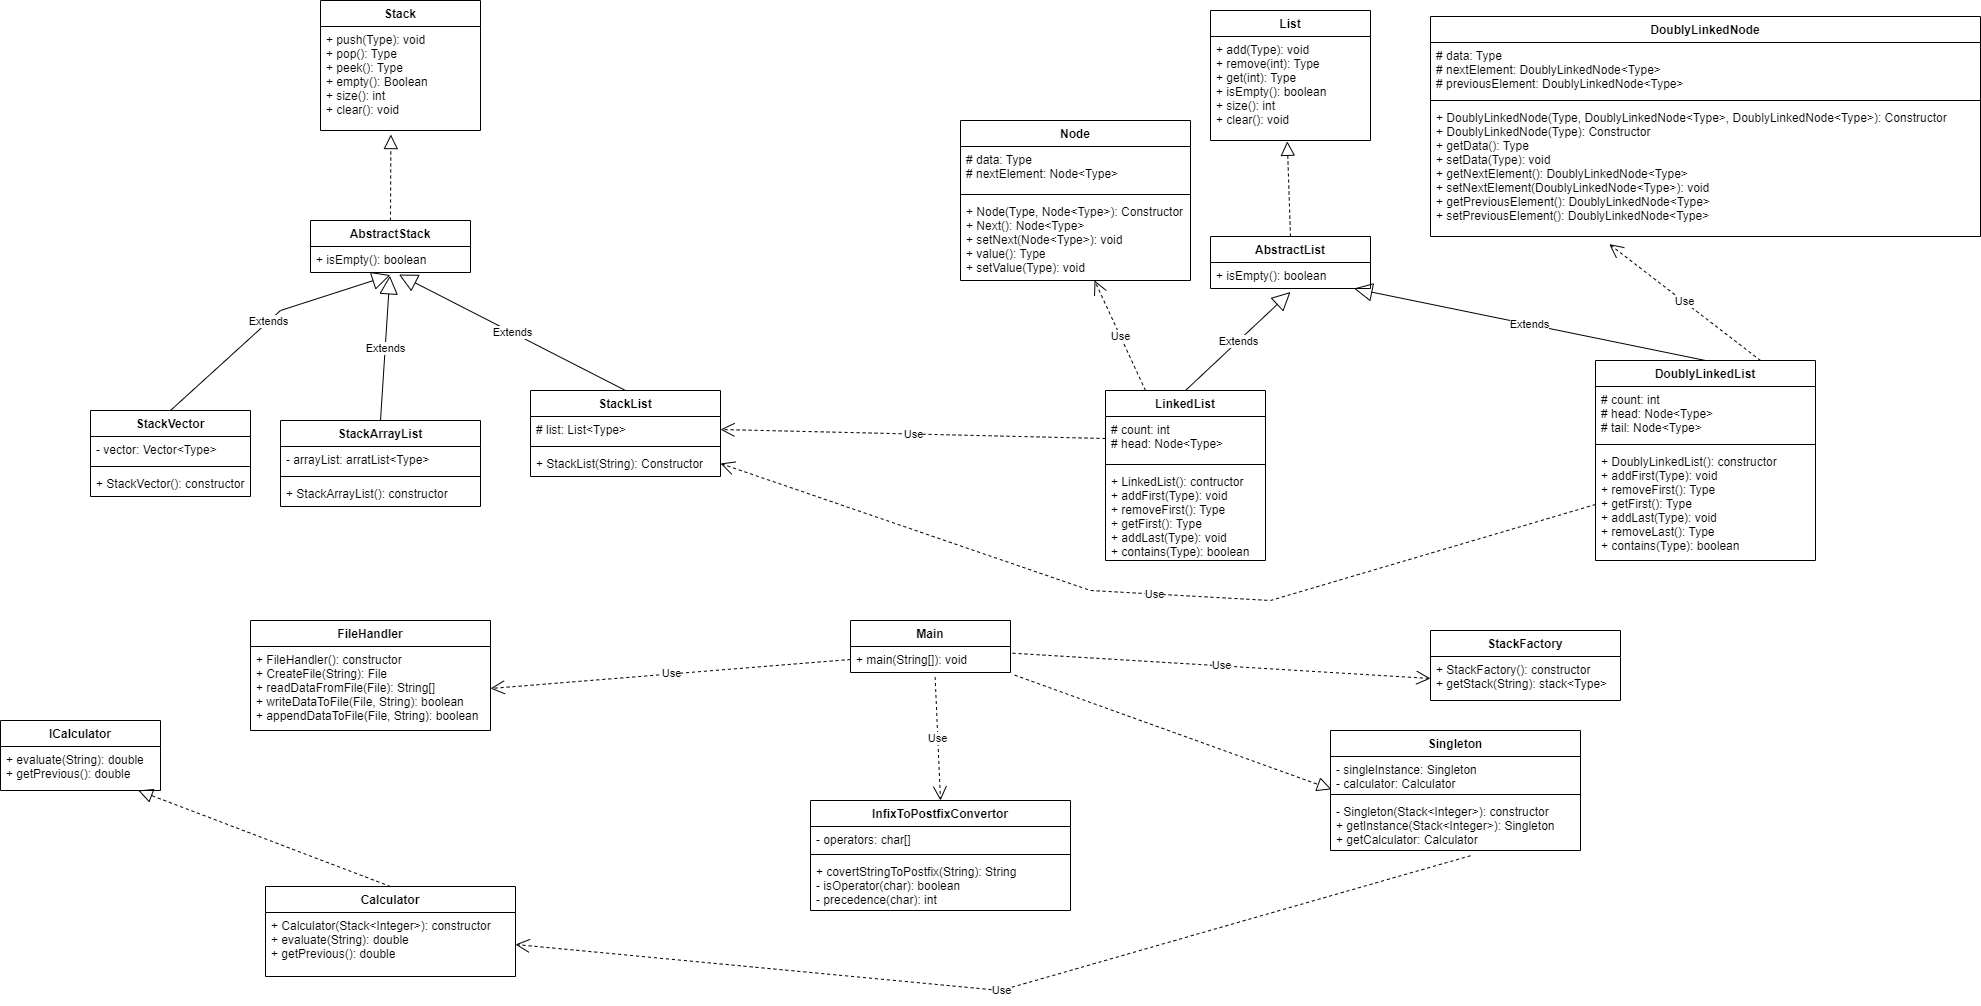 Stack
+ push(Type): void
+ pop(): Type
+ peek(): Type
+ empty(): Boolean
+ size(): int
+ clear(): void
AbstractStack
+ isEmpty(): boolean
Extends
Extends
Extends
StackVector
- vector: Vector<Type>
+ StackVector(): constructor
StackArrayList
- arrayList: arratList<Type>
+ StackArrayList(): constructor
StackList
# list: List<Type>
+ StackList(String): Constructor
Node
# data: Type
# nextElement: Node<Type>
+ Node(Type, Node<Type>): Constructor
+ Next(): Node<Type>
+ setNext(Node<Type>): void
+ value(): Type
+ setValue(Type): void
List
+ add(Type): void
+ remove(int): Type
+ get(int): Type
+ isEmpty(): boolean
+ size(): int
+ clear(): void
AbstractList
+ isEmpty(): boolean
DoublyLinkedNode
# data: Type
# nextElement: DoublyLinkedNode<Type>
# previousElement: DoublyLinkedNode<Type>
+ DoublyLinkedNode(Type, DoublyLinkedNode<Type>, DoublyLinkedNode<Type>): Constructor
+ DoublyLinkedNode(Type): Constructor
+ getData(): Type
+ setData(Type): void
+ getNextElement(): DoublyLinkedNode<Type>
+ setNextElement(DoublyLinkedNode<Type>): void
+ getPreviousElement(): DoublyLinkedNode<Type>
+ setPreviousElement(): DoublyLinkedNode<Type>
Use
Extends
Extends
Use
LinkedList
# count: int
# head: Node<Type>
+ LinkedList(): contructor
+ addFirst(Type): void
+ removeFirst(): Type
+ getFirst(): Type
+ addLast(Type): void
+ contains(Type): boolean
DoublyLinkedList
# count: int
# head: Node<Type>
# tail: Node<Type>
+ DoublyLinkedList(): constructor
+ addFirst(Type): void
+ removeFirst(): Type
+ getFirst(): Type
+ addLast(Type): void
+ removeLast(): Type
+ contains(Type): boolean
Use
Use
FileHandler
+ FileHandler(): constructor
+ CreateFile(String): File
+ readDataFromFile(File): String[]
+ writeDataToFile(File, String): boolean
+ appendDataToFile(File, String): boolean
Use
Main
+ main(String[]): void
Use
StackFactory
+ StackFactory(): constructor
+ getStack(String): stack<Type>
Use
ICalculator
+ evaluate(String): double
+ getPrevious(): double
Singleton
- singleInstance: Singleton
- calculator: Calculator
- Singleton(Stack<Integer>): constructor
+ getInstance(Stack<Integer>): Singleton
+ getCalculator: Calculator
InfixToPostfixConvertor
- operators: char[]
+ covertStringToPostfix(String): String
- isOperator(char): boolean
- precedence(char): int
Calculator
+ Calculator(Stack<Integer>): constructor
+ evaluate(String): double
+ getPrevious(): double
Use